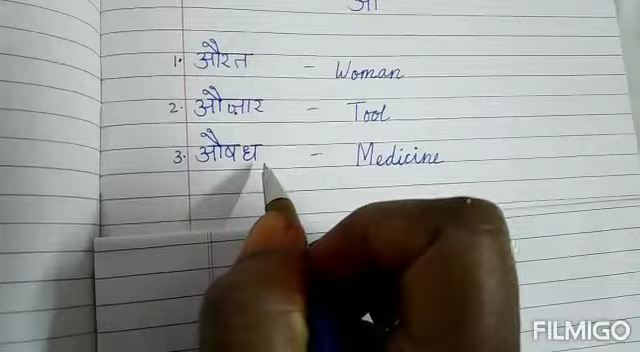 1. औरत - Woman
2. औज़ार - Tool
3. औषध - Medicine
FILMIGO